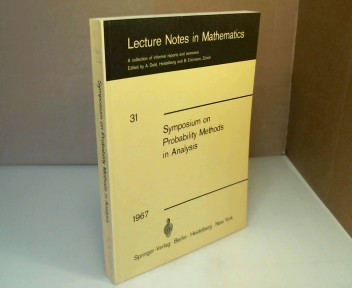 Lecture Notes in Mathematics
A collection of informal reports and seminars
Edited by A. Dold, Heidelberg and B. Eckmann, Zürich
31
Symposium on
Probability Methods
in Analysis
1967
Springer-Verlag Berlin · Heidelberg · New York
31
Symposium on Probability Methods in Analysis